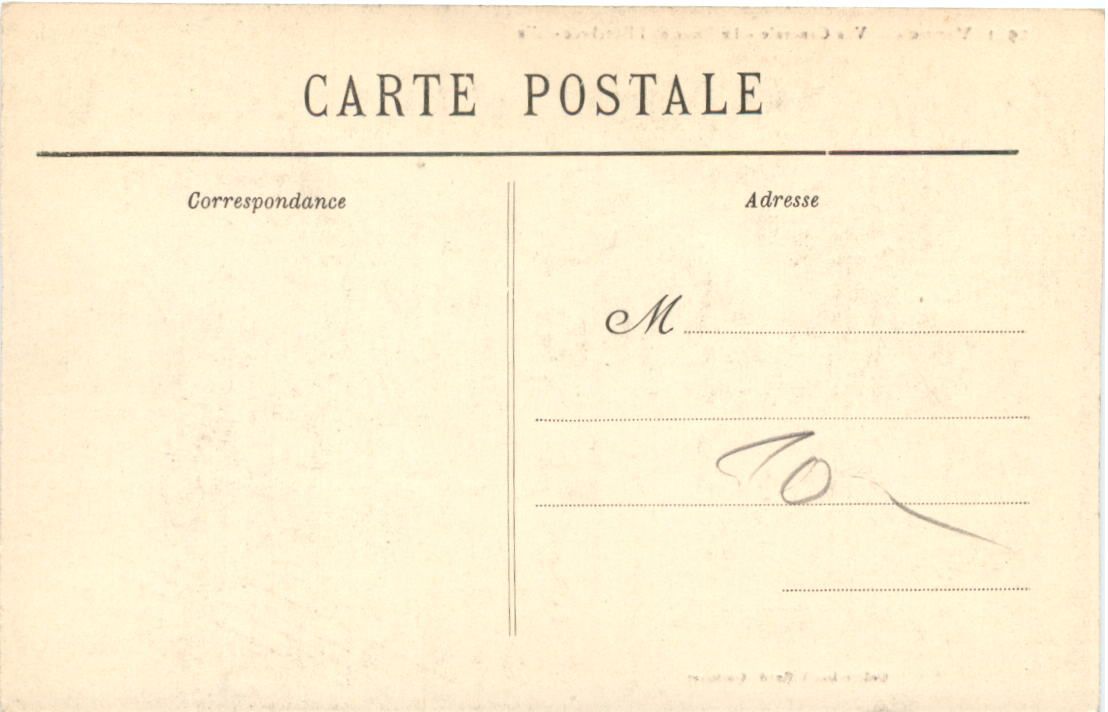 CARTE POSTALE
Correspondance
Adresse
M
10